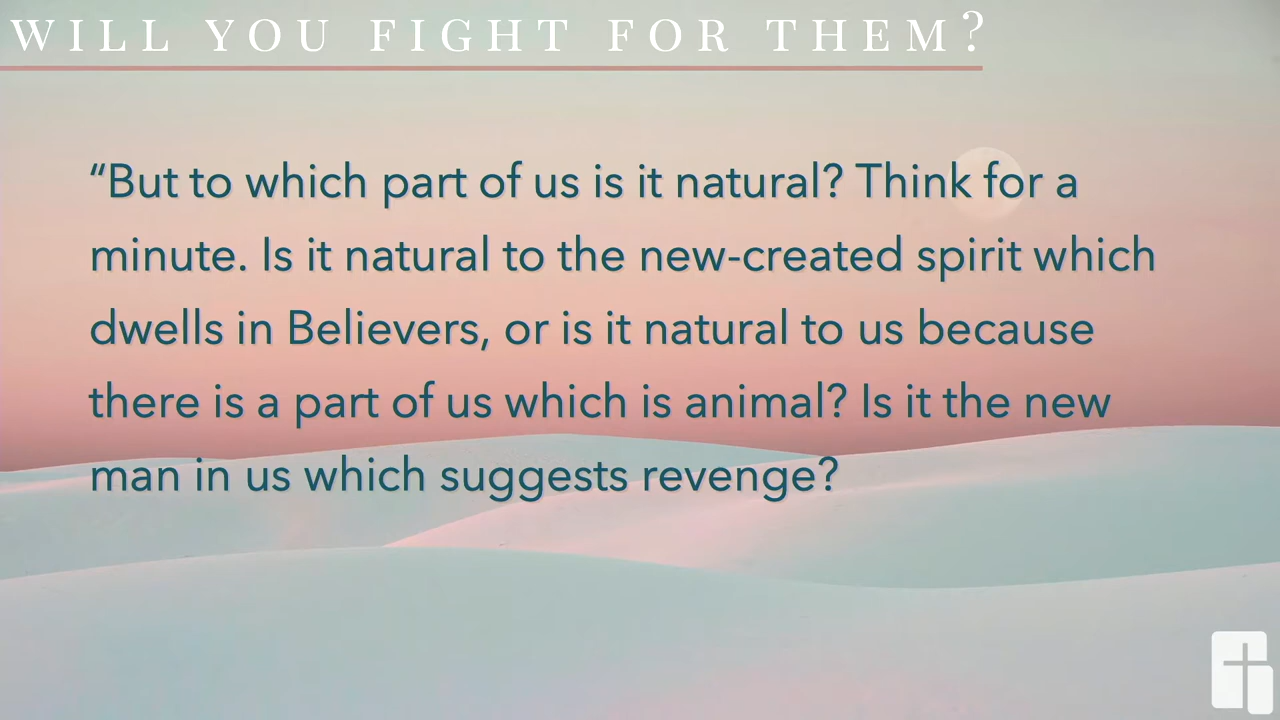 WILL YOU FIGHT FOR THEM?
“But to which part of us is it natural? Think for a
minute. Is it natural to the new-created spirit which
dwells in Believers, or is it natural to us because
there is a part of us which is animal? Is it the new
man in us which suggests revenge?